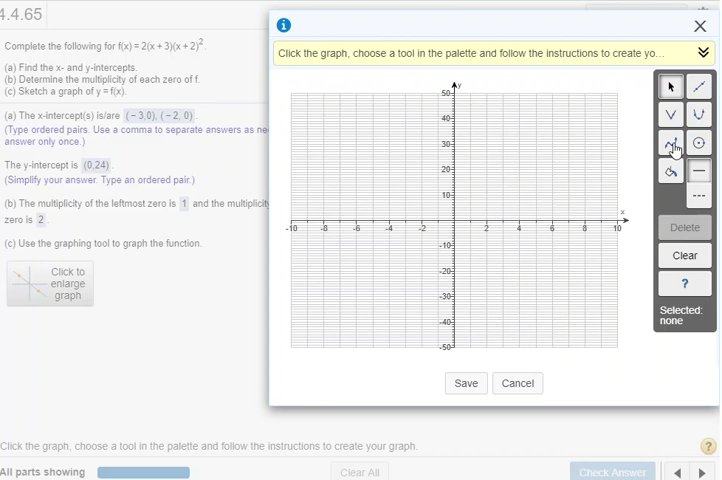 4.4.65
Complete the following for f(x) = 2(x + 3)(x + 2)².
(a) Find the x- and y-intercepts.
(b) Determine the multiplicity of each zero of f.
(c) Sketch a graph of y = f(x).
(a) The x-intercept(s) is/are (−3,0), (−2, 0).
(Type ordered pairs. Use a comma to separate answers as ne
answer only once.)
The y-intercept is (0,24).
(Simplify your answer. Type an ordered pair.)
(b) The multiplicity of the leftmost zero is 1 and the multiplicity
zero is 2.
(c) Use the graphing tool to graph the function.
Click to
enlarge
graph
Click the graph, choose a tool in the palette and follow the instructions to create yo...
y
50
40
30
20
10
x
-10 -8 -6 -4 -2 2 4 6 8 10
-10
-20
-30
-40
-50
Delete
Clear
?
Selected:
none
Save Cancel
Click the graph, choose a tool in the palette and follow the instructions to create your graph.
?
All parts showing
Clear All
Check Answer